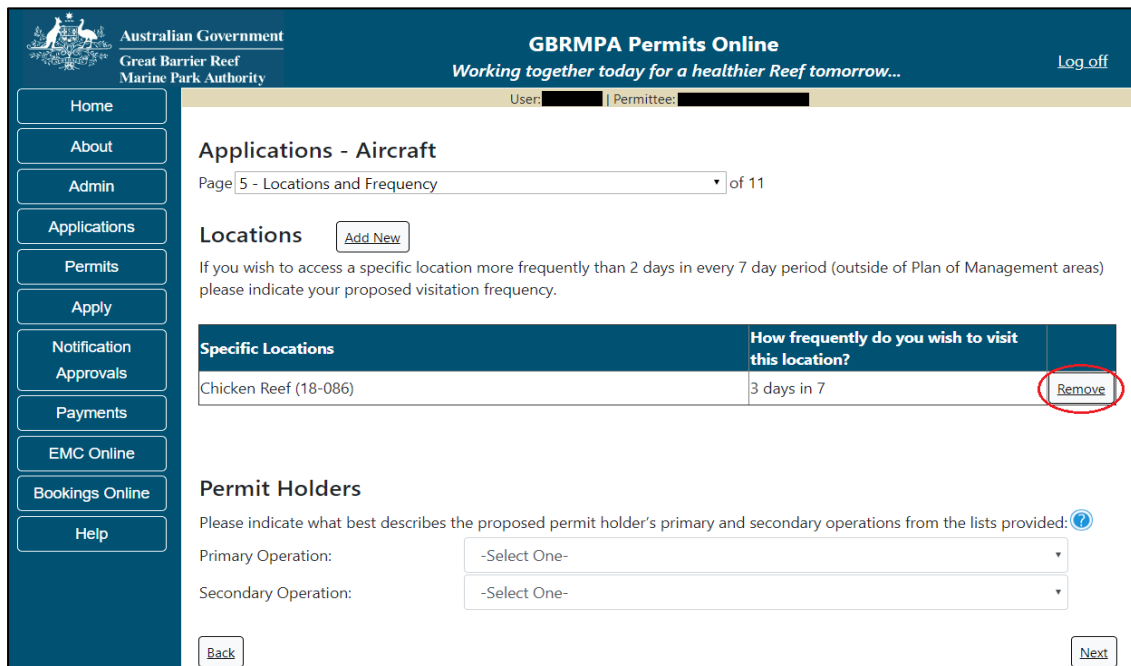 Australian Government
Great Barrier Reef
Marine Park Authority
GBRMPA Permits Online
Working together today for a healthier Reef tomorrow...
Log off
User: | Permittee:
Home
About
Admin
Applications
Permits
Apply
Notification
Approvals
Payments
EMC Online
Bookings Online
Help
Applications - Aircraft
Page 5 - Locations and Frequency of 11
Locations Add New
If you wish to access a specific location more frequently than 2 days in every 7 day period (outside of Plan of Management areas)
please indicate your proposed visitation frequency.
Specific Locations
How frequently do you wish to visit
this location?
Chicken Reef (18-086) 3 days in 7 Remove
Permit Holders
Please indicate what best describes the proposed permit holder's primary and secondary operations from the lists provided: ?
Primary Operation: -Select One-
Secondary Operation: -Select One-
Back Next